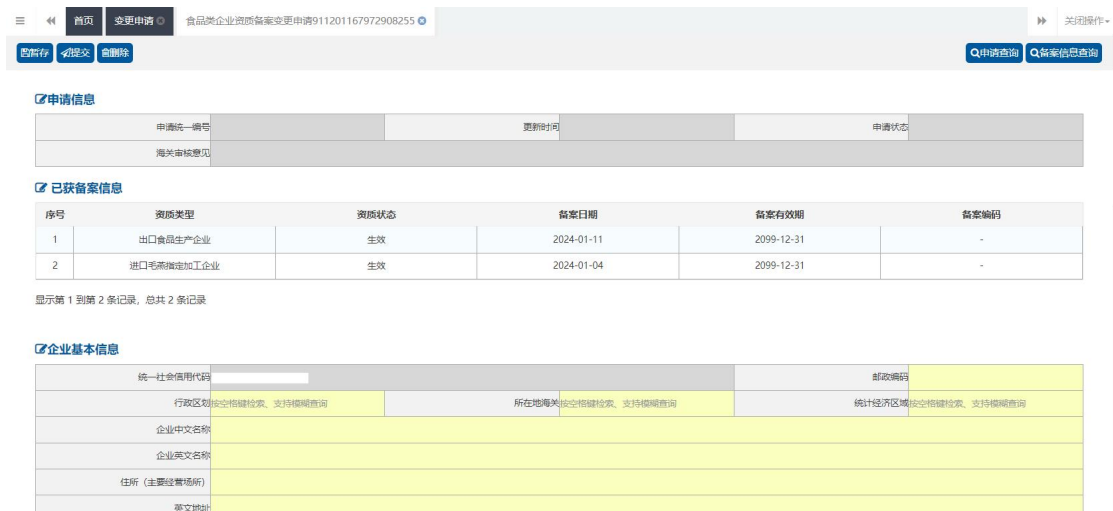 首页 变更申请 食品类企业资质备案变更申请911201167972908255 关闭操作
暂存 提交 删除 申请查询 备案信息查询
申请信息
申请统一编号 更新时间 申请状态
海关审核意见
已获备案信息
序号 资质类型 资质状态 备案日期 备案有效期 备案编码
1 出口食品生产企业 生效 2024-01-11 2099-12-31 -
2 进口毛燕指定加工企业 生效 2024-01-04 2099-12-31 -
显示第 1 到第 2 条记录，总共 2 条记录
企业基本信息
统一社会信用代码 邮政编码
行政区划 按空格键检索、支持模糊查询 所在地海关 按空格键检索、支持模糊查询 统计经济区域 按空格键检索、支持模糊查询
企业中文名称
企业英文名称
住所（主要经营场所）
英文地址